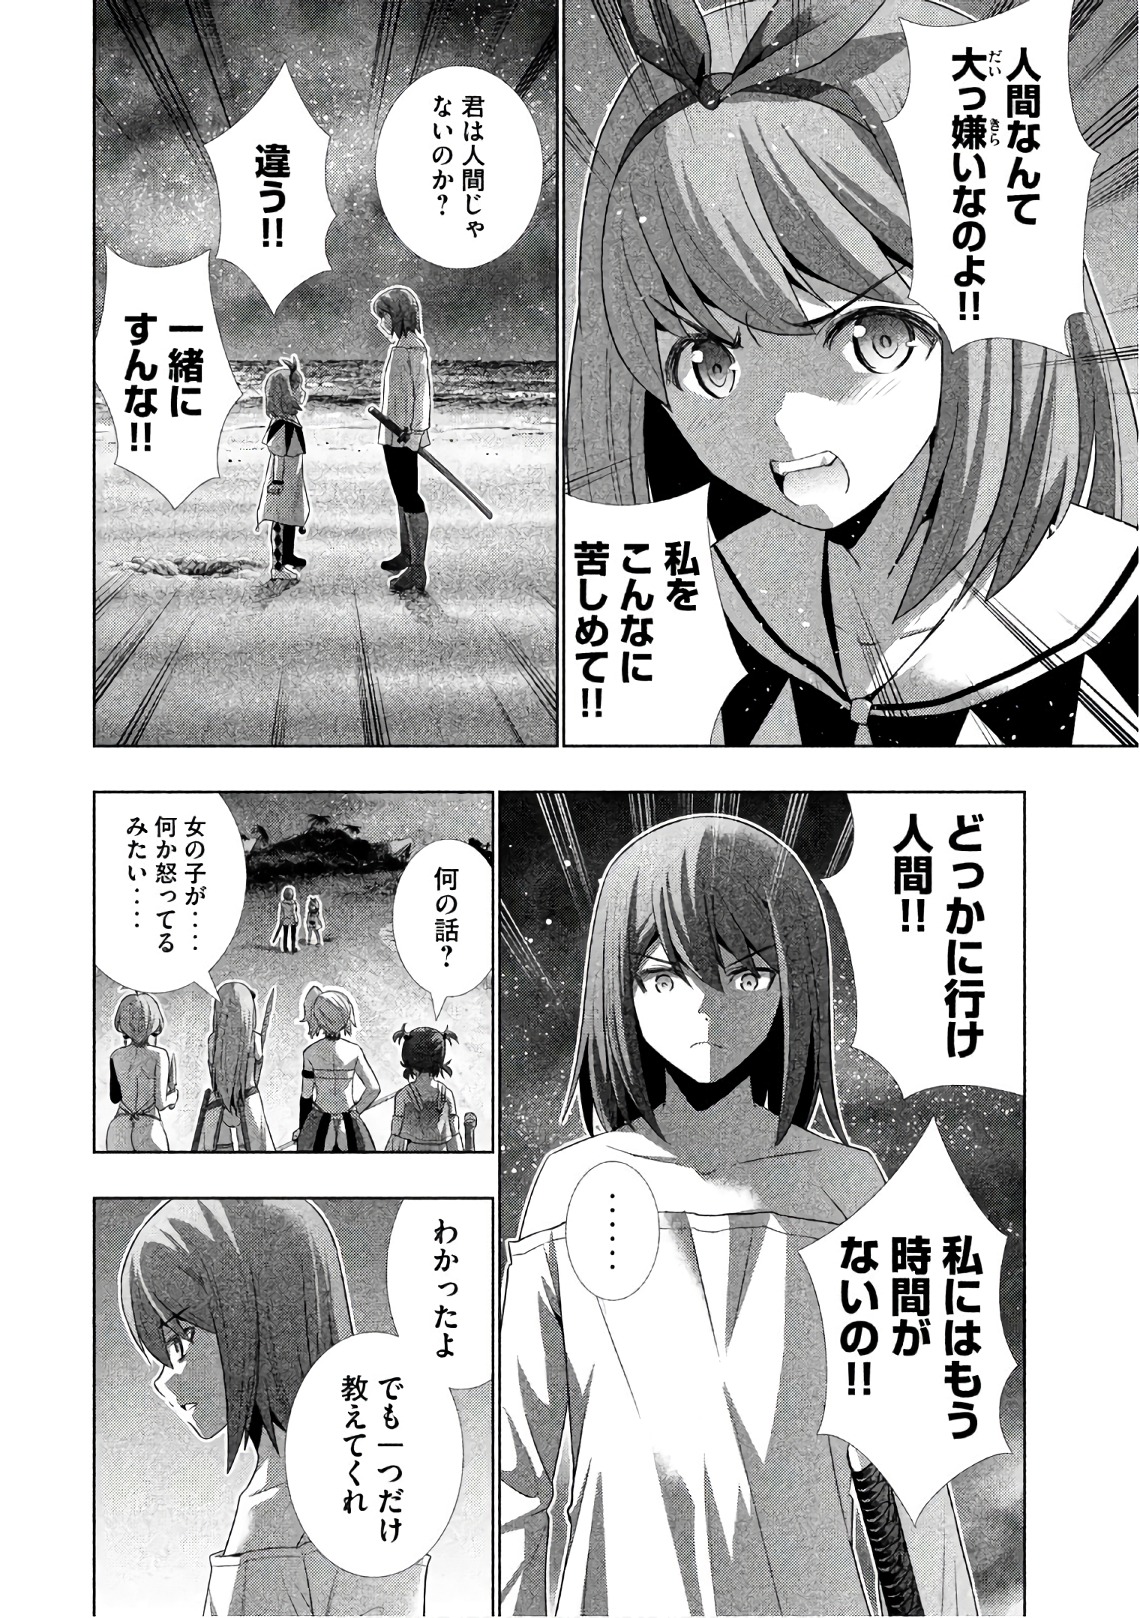 人間なんて
大っ嫌いなのよ!!
だい
きら
私を
こんなに
苦しめて!!
君は人間じゃ
ないのか?
違う!!
一緒に
すんな!!
どっかに行け
人間!!
私にはもう
時間が
ないの!!
‥‥‥
何の話?
女の子が‥‥
何か怒ってる
みたい‥‥
わかったよ
でも一つだけ
教えてくれ